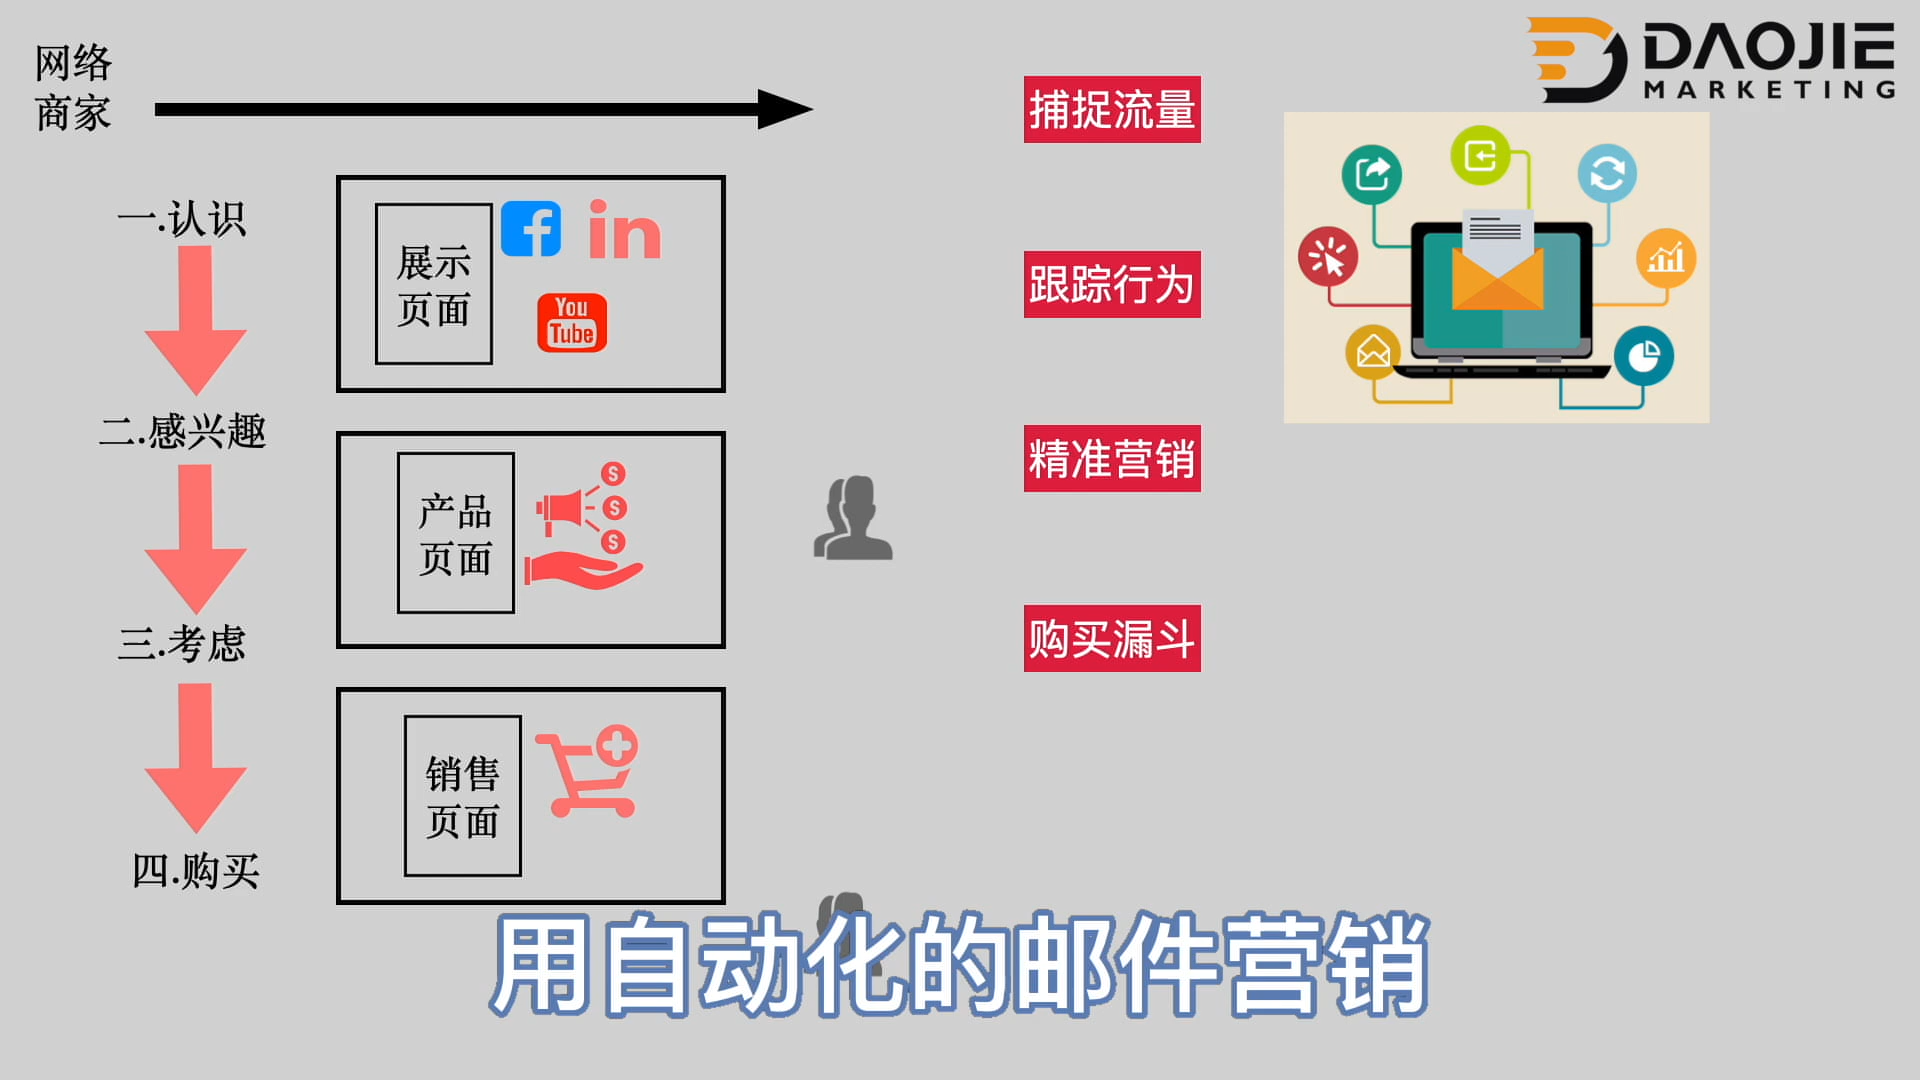 网络
商家
一.认识
二.感兴趣
三.考虑
四.购买
展示
页面
You
Tube
in
产品
页面
$
$
$
销售
页面
捕捉流量
跟踪行为
精准营销
购买漏斗
DAOJIE
MARKETING
用自动化的邮件营销